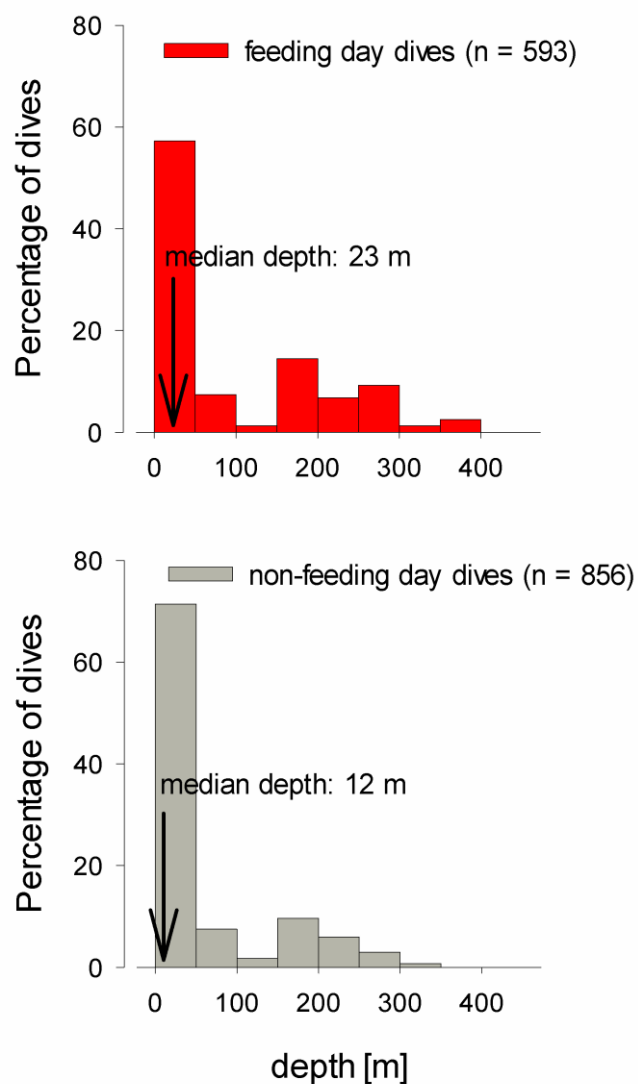 80
feeding day dives (n = 593)
60
40
median depth: 23 m
20
0
Percentage of dives
0 100 200 300 400
80
non-feeding day dives (n = 856)
60
40
median depth: 12 m
20
0
Percentage of dives
0 100 200 300 400
depth [m]